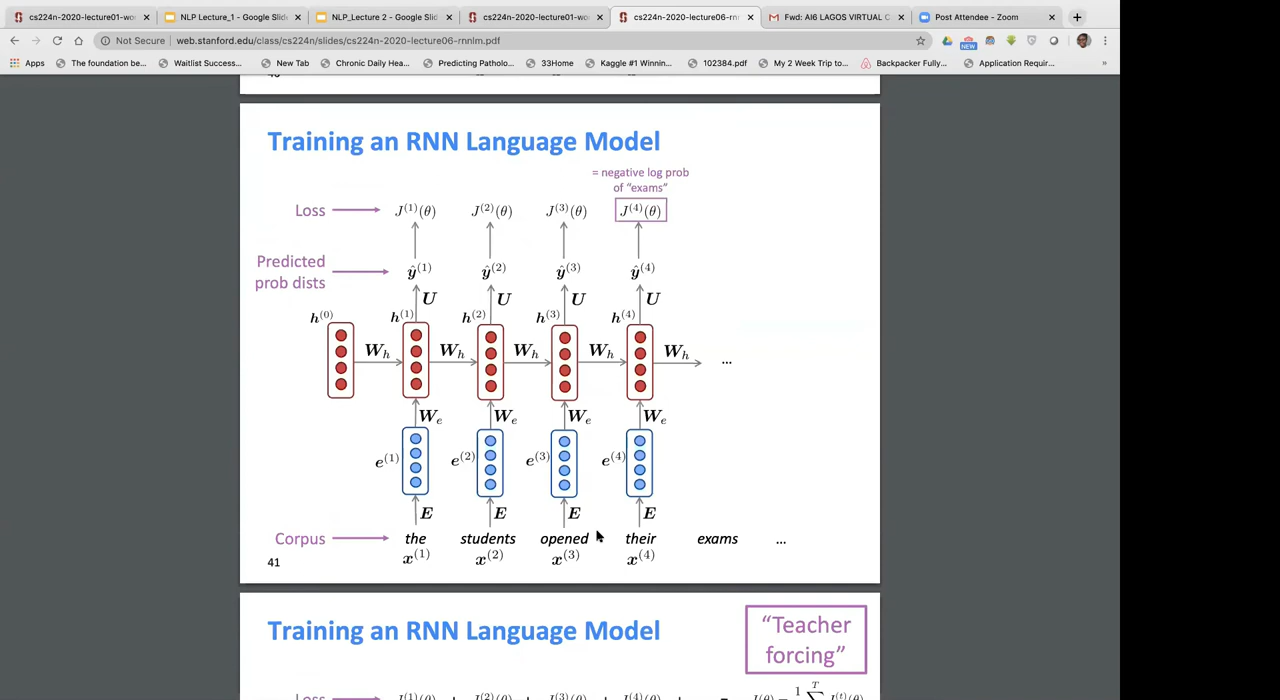 cs224n-2020-lecture01-wo
NLP Lecture_1 - Google Slid
NLP_Lecture 2 - Google Slid
cs224n-2020-lecture01-wo
cs224n-2020-lecture06-rn
Fwd: AI6 LAGOS VIRTUAL C
Post Attendee - Zoom
Not Secure | web.stanford.edu/class/cs224n/slides/cs224n-2020-lecture06-rnnlm.pdf
NEW
Apps
The foundation be...
Waitlist Success...
New Tab
Chronic Daily Hea...
Predicting Patholo...
33Home
Kaggle #1 Winnin...
102384.pdf
My 2 Week Trip to...
Backpacker Fully...
Application Requir...
»
Training an RNN Language Model
= negative log prob
of “exams”
Loss J⁽¹⁾(θ) J⁽²⁾(θ) J⁽³⁾(θ) J⁽⁴⁾(θ)
Predicted
prob dists
ŷ⁽¹⁾ ŷ⁽²⁾ ŷ⁽³⁾ ŷ⁽⁴⁾
U U U U
h⁽⁰⁾ h⁽¹⁾ h⁽²⁾ h⁽³⁾ h⁽⁴⁾
Wₕ Wₕ Wₕ Wₕ Wₕ ...
Wₑ Wₑ Wₑ Wₑ
e⁽¹⁾ e⁽²⁾ e⁽³⁾ e⁽⁴⁾
E E E E
Corpus the students opened their exams ...
x⁽¹⁾ x⁽²⁾ x⁽³⁾ x⁽⁴⁾
41
Training an RNN Language Model
“Teacher
forcing”